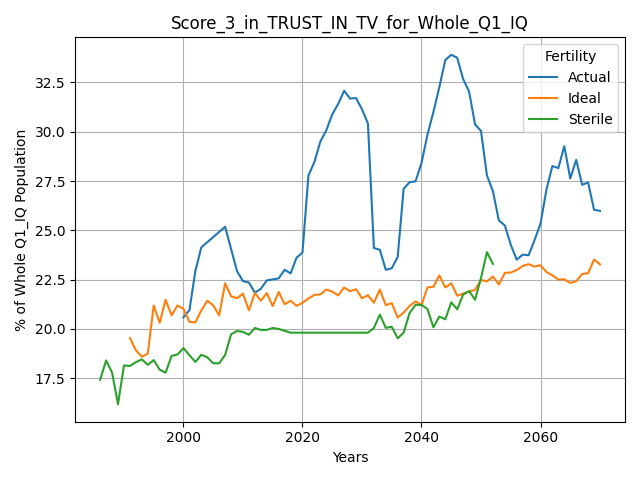 Score_3_in_TRUST_IN_TV_for_Whole_Q1_IQ
Fertility
Actual
Ideal
Sterile
% of Whole Q1_IQ Population
32.5
30.0
27.5
25.0
22.5
20.0
17.5
2000
2020
2040
2060
Years